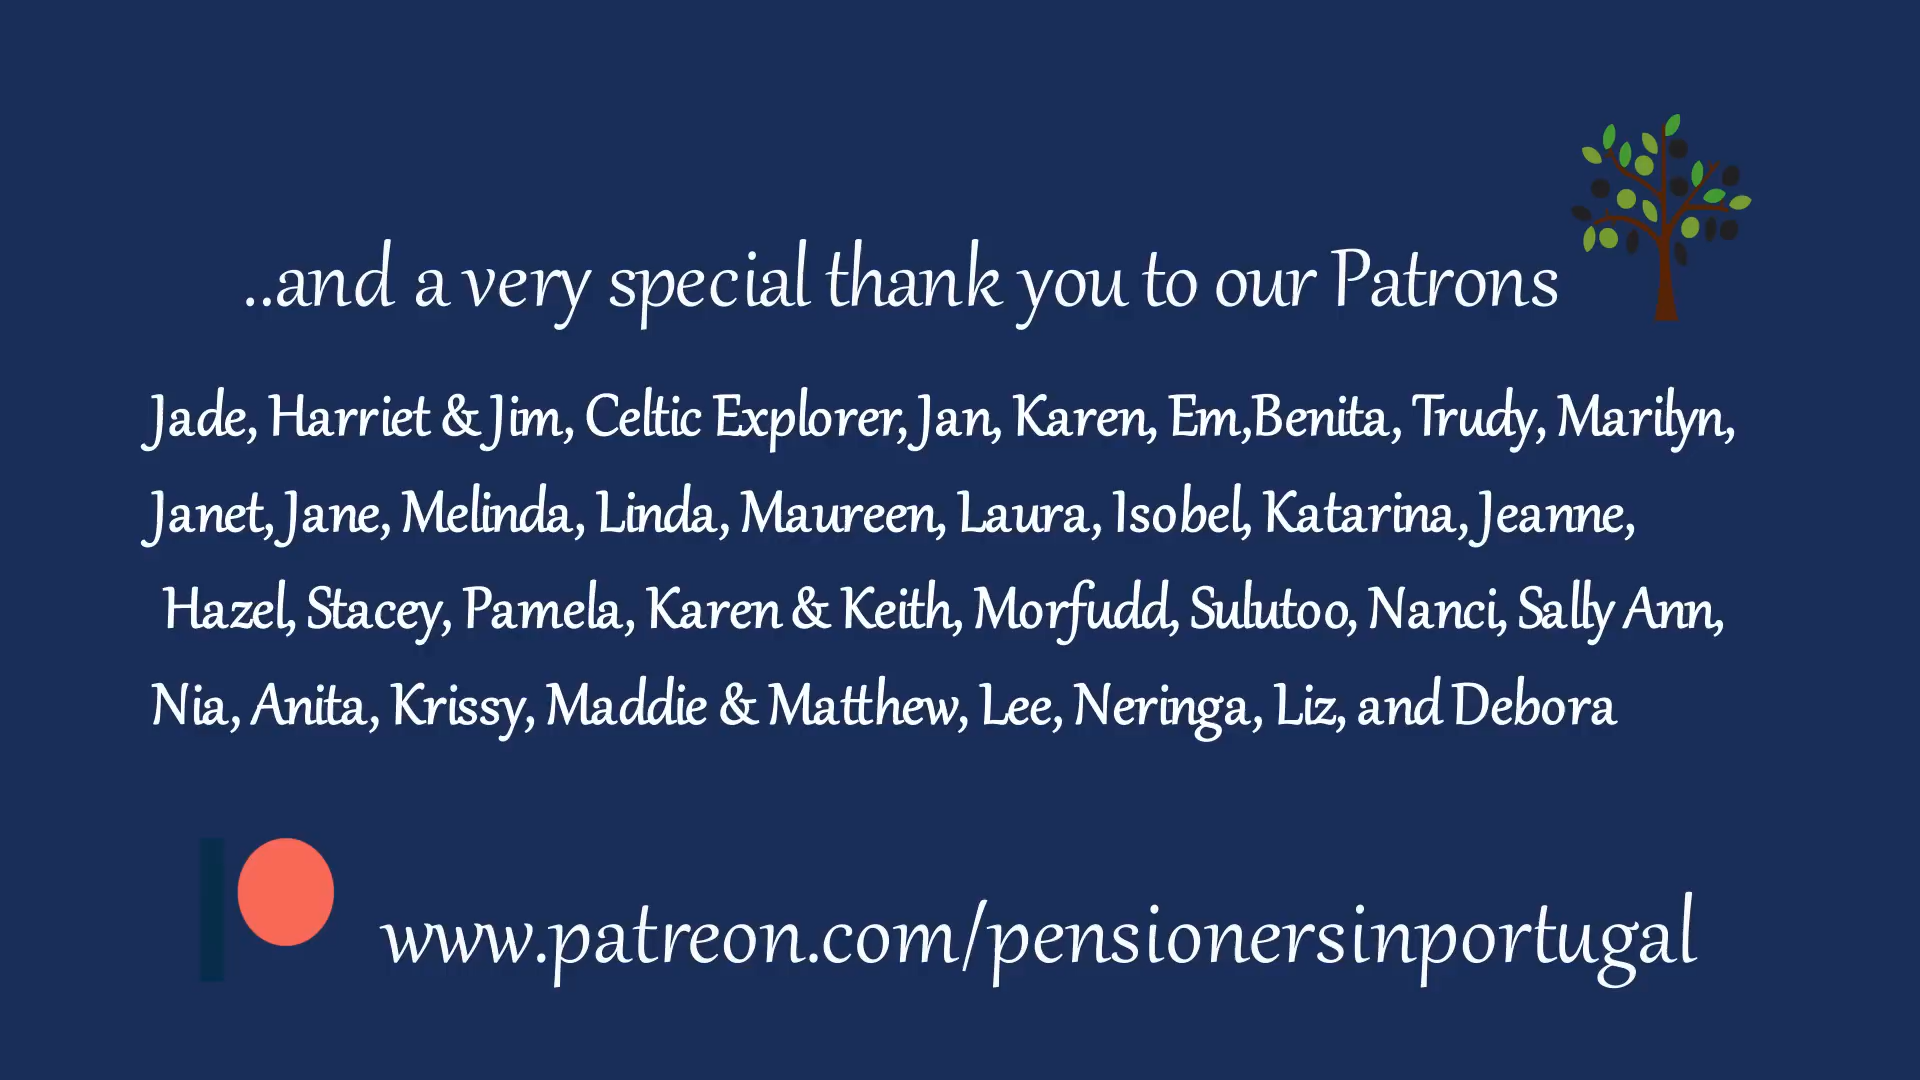 ..and a very special thank you to our Patrons
Jade, Harriet & Jim, Celtic Explorer, Jan, Karen, Em,Benita, Trudy, Marilyn,
Janet, Jane, Melinda, Linda, Maureen, Laura, Isobel, Katarina, Jeanne,
Hazel, Stacey, Pamela, Karen & Keith, Morfudd, Sulutoo, Nanci, Sally Ann,
Nia, Anita, Krissy, Maddie & Matthew, Lee, Neringa, Liz, and Debora
www.patreon.com/pensionersinportugal